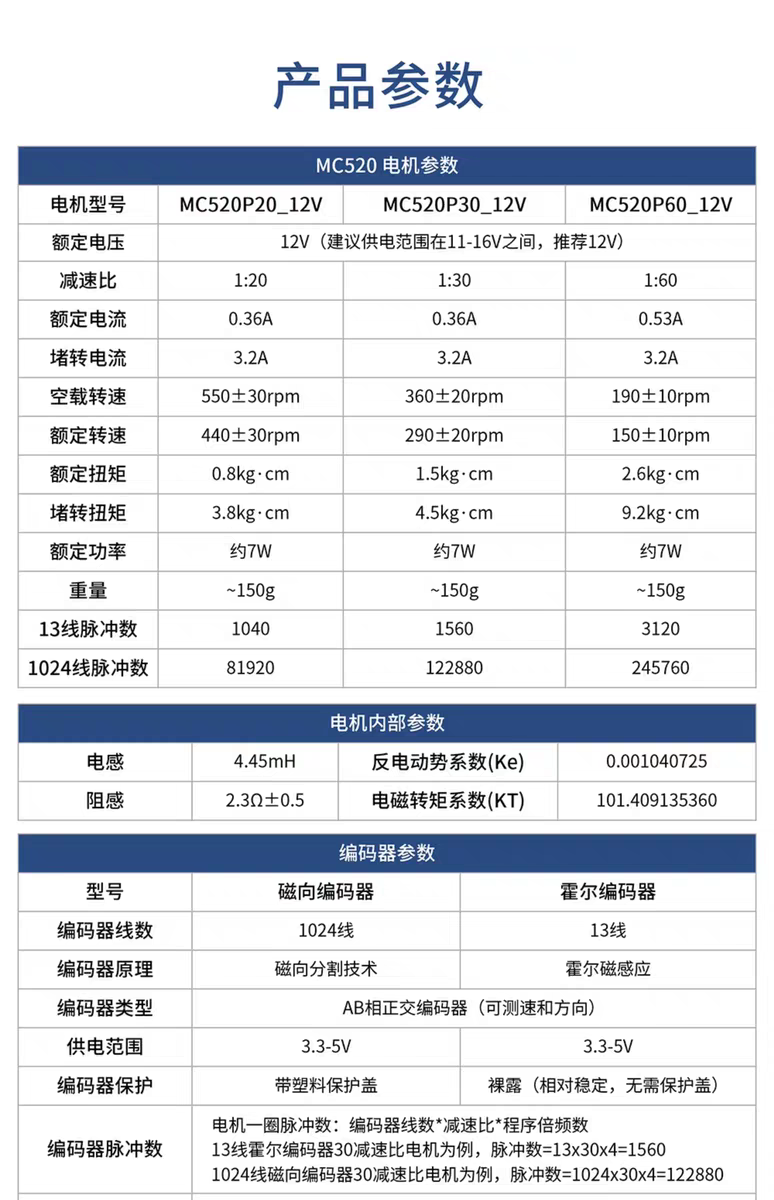 产品参数
MC520 电机参数
电机型号 MC520P20_12V MC520P30_12V MC520P60_12V
额定电压 12V（建议供电范围在11-16V之间，推荐12V）
减速比 1:20 1:30 1:60
额定电流 0.36A 0.36A 0.53A
堵转电流 3.2A 3.2A 3.2A
空载转速 550±30rpm 360±20rpm 190±10rpm
额定转速 440±30rpm 290±20rpm 150±10rpm
额定扭矩 0.8kg·cm 1.5kg·cm 2.6kg·cm
堵转扭矩 3.8kg·cm 4.5kg·cm 9.2kg·cm
额定功率 约7W 约7W 约7W
重量 ~150g ~150g ~150g
13线脉冲数 1040 1560 3120
1024线脉冲数 81920 122880 245760
电机内部参数
电感 4.45mH 反电动势系数(Ke) 0.001040725
阻感 2.3Ω±0.5 电磁转矩系数(KT) 101.409135360
编码器参数
型号 磁向编码器 霍尔编码器
编码器线数 1024线 13线
编码器原理 磁向分割技术 霍尔磁感应
编码器类型 AB相正交编码器（可测速和方向）
供电范围 3.3-5V 3.3-5V
编码器保护 带塑料保护盖 裸露（相对稳定，无需保护盖）
编码器脉冲数 电机一圈脉冲数：编码器线数*减速比*程序倍频数
13线霍尔编码器30减速比电机为例，脉冲数=13x30x4=1560
1024线磁向编码器30减速比电机为例，脉冲数=1024x30x4=122880